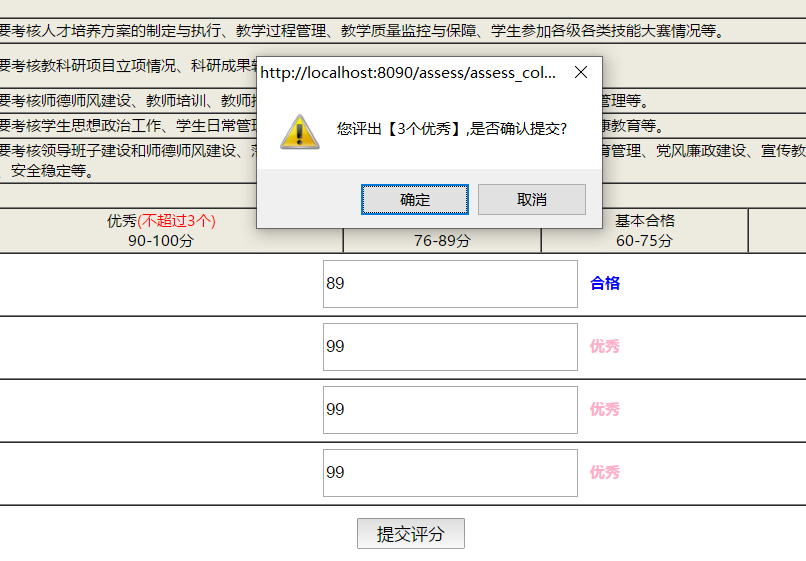 要考核人才培养方案的制定与执行、教学过程管理、教学质量监控与保障、学生参加各级各类技能大赛情况等。
要考核教科研项目立项情况、科研成果
http://localhost:8090/assess/assess_col...
要考核师德师风建设、教师培训、教师
管理等。
您评出【3个优秀】,是否确认提交?
要考核学生思想政治工作、学生日常管
康教育等。
要考核领导班子建设和师德师风建设、
育管理、党风廉政建设、宣传教
、安全稳定等。
确定
取消
优秀(不超过3个)
90-100分
76-89分
基本合格
60-75分
89
合格
99
优秀
99
优秀
99
优秀
提交评分